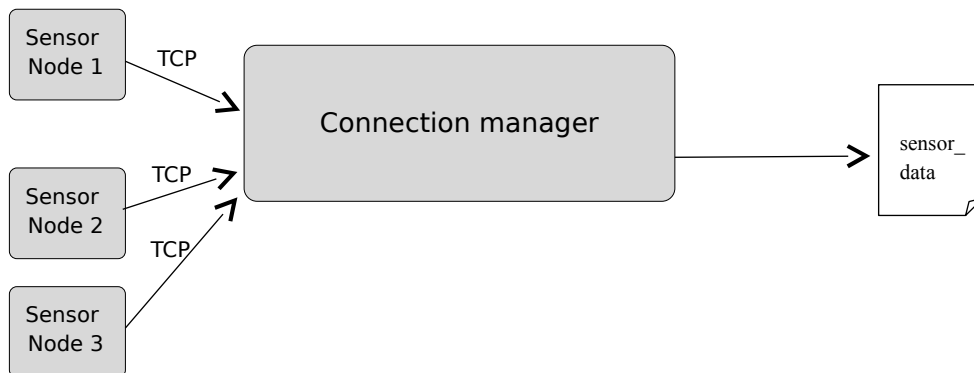 Sensor
Node 1
TCP
Connection manager
sensor_
data
Sensor
Node 2
TCP
TCP
Sensor
Node 3